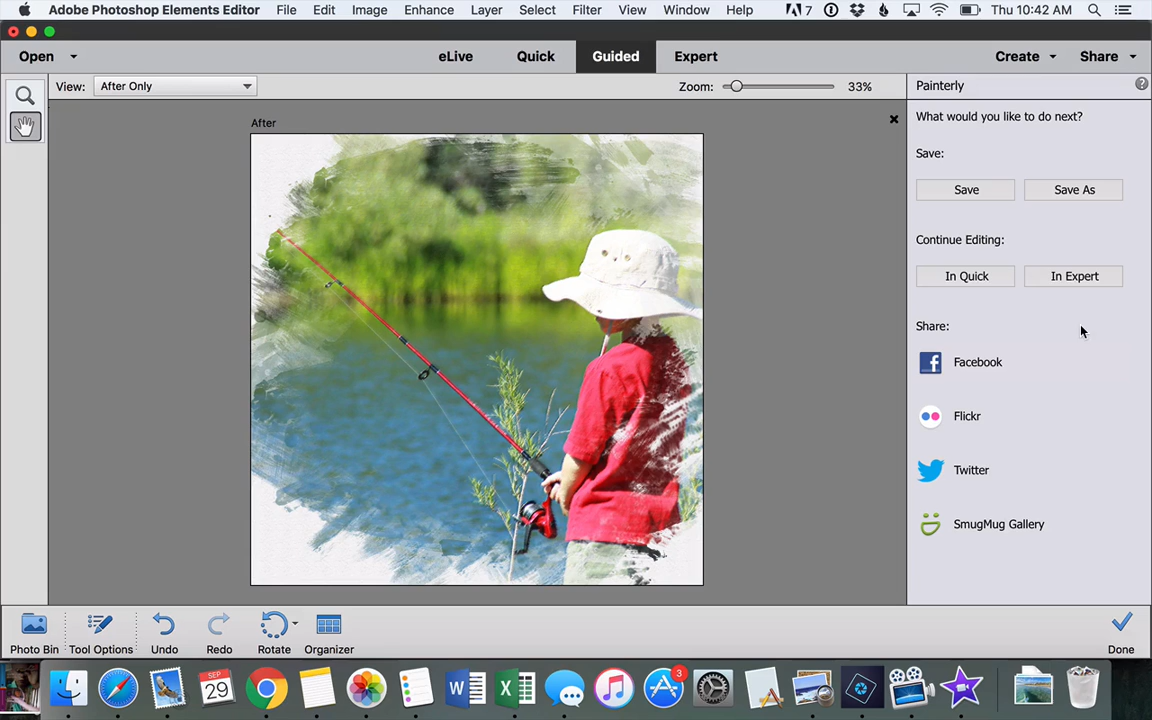 Adobe Photoshop Elements Editor File Edit Image Enhance Layer Select Filter View Window Help 7 Thu 10:42 AM
Open eLive Quick Guided Expert Create Share
View: After Only Zoom: 33% Painterly ?
After
What would you like to do next?
Save:
Save Save As
Continue Editing:
In Quick In Expert
Share:
Facebook
Flickr
Twitter
SmugMug Gallery
Photo Bin Tool Options Undo Redo Rotate Organizer Done
SEP
29
3